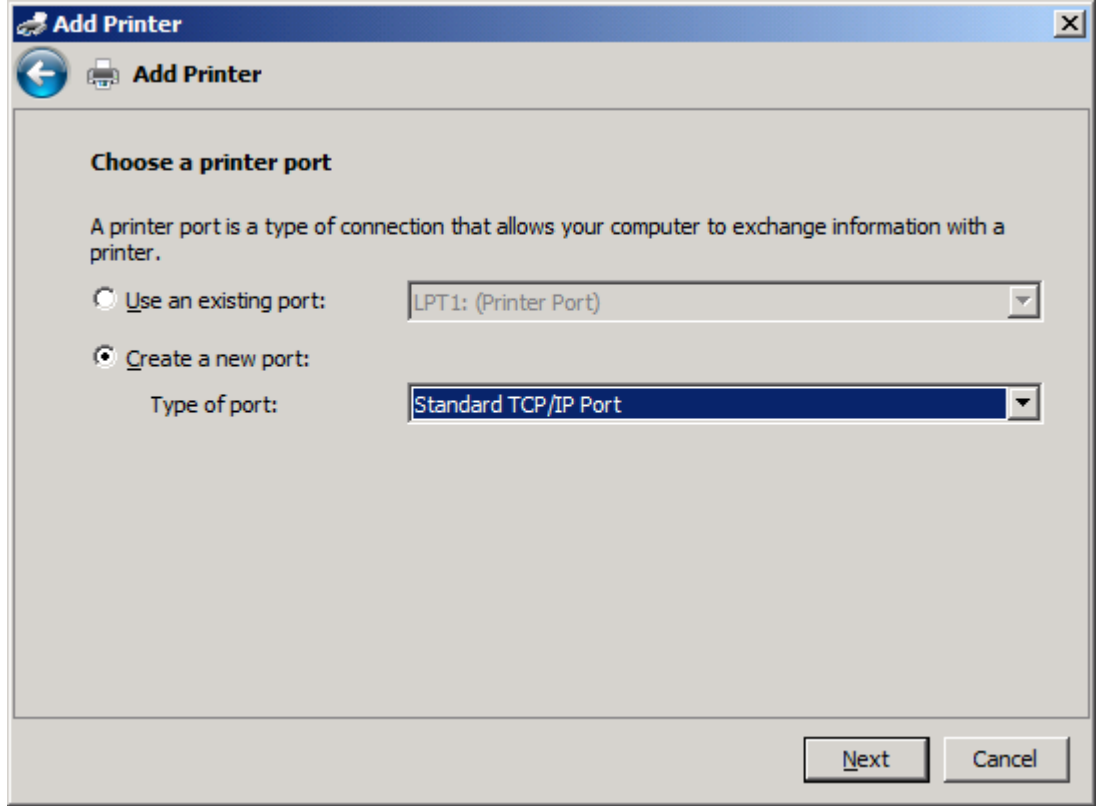 Add Printer
Add Printer
Choose a printer port
A printer port is a type of connection that allows your computer to exchange information with a
printer.
Use an existing port: LPT1: (Printer Port)
Create a new port:
Type of port: Standard TCP/IP Port
Next Cancel